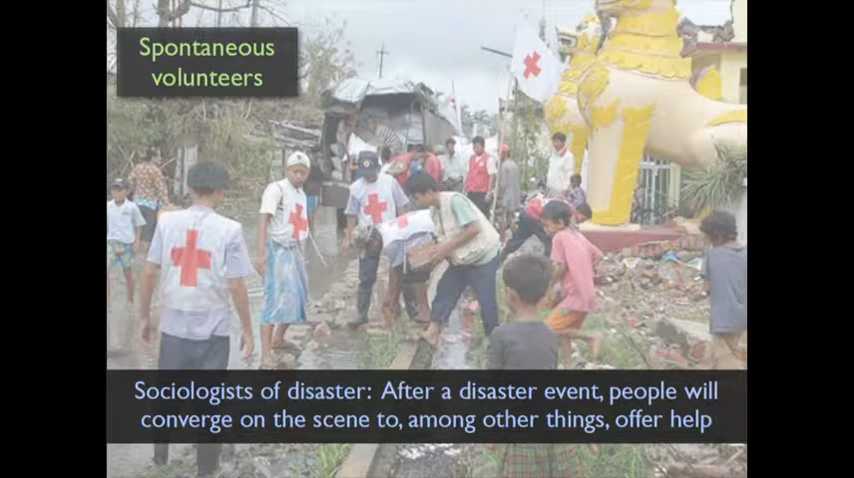 Spontaneous
volunteers
Sociologists of disaster: After a disaster event, people will
converge on the scene to, among other things, offer help